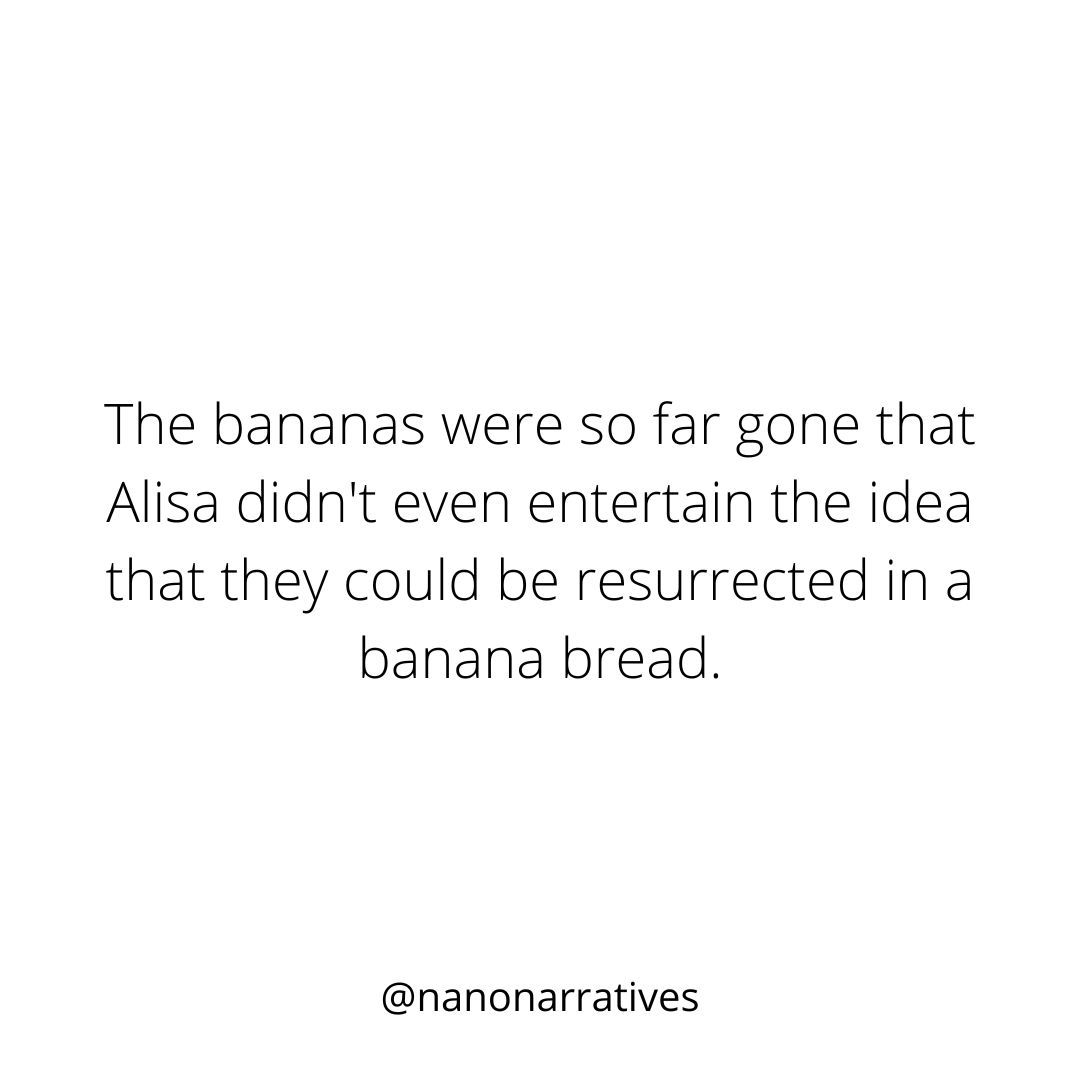 The bananas were so far gone that
Alisa didn't even entertain the idea
that they could be resurrected in a
banana bread.
@nanonarratives